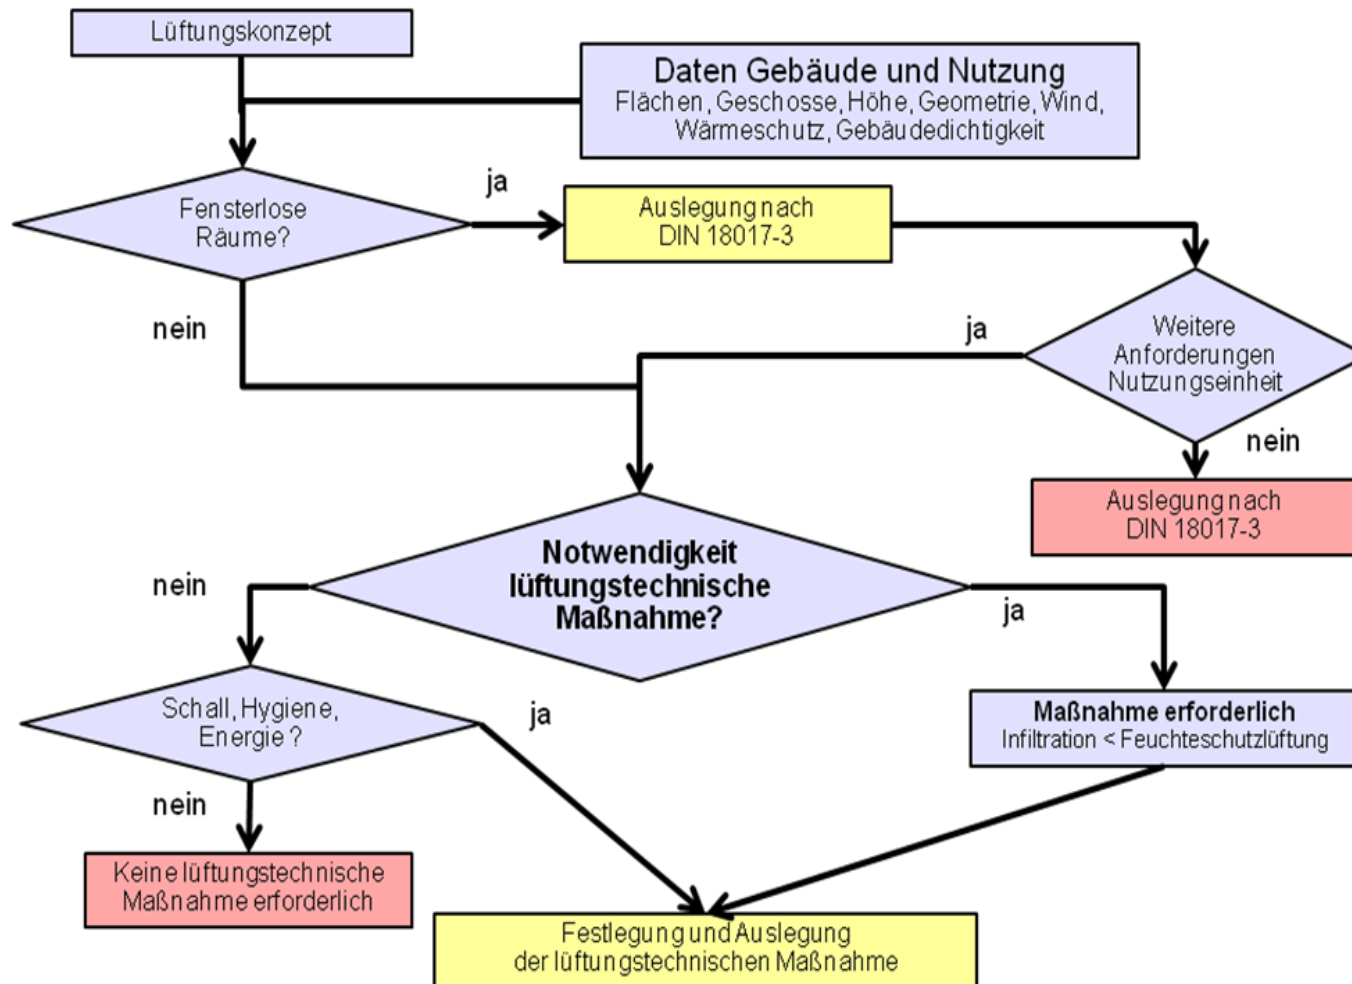 Lüftungskonzept
Daten Gebäude und Nutzung
Flächen, Geschosse, Höhe, Geometrie, Wind,
Wärmeschutz, Gebäudedichtigkeit
Fensterlose
Räume?
ja
Auslegung nach
DIN 18017-3
nein
ja
Weitere
Anforderungen
Nutzungseinheit
nein
Auslegung nach
DIN 18017-3
Notwendigkeit
lüftungstechnische
Maßnahme?
nein
ja
Schall, Hygiene,
Energie?
ja
Maßnahme erforderlich
Infiltration < Feuchteschutzlüftung
nein
Keine lüftungstechnische
Maßnahme erforderlich
Festlegung und Auslegung
der lüftungstechnischen Maßnahme